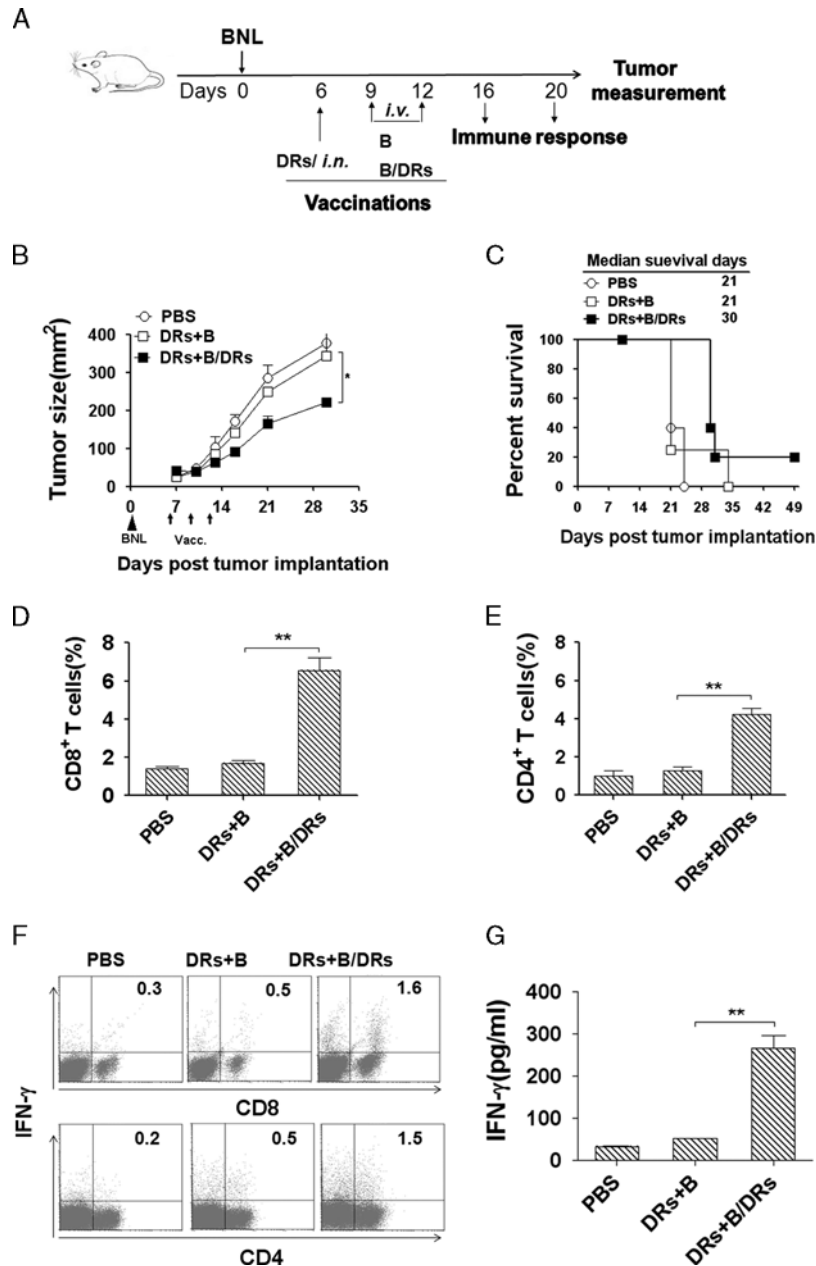 A
BNL
Days 0 6 9 12 16 20
Tumor
measurement
i.v.
DRs/ i.n.
B
B/DRs
Immune response
Vaccinations
B
PBS
DRs+B
DRs+B/DRs
Tumor size(mm²)
400
300
200
100
0
*
0 7 14 21 28 35
BNL
Vacc.
Days post tumor implantation
C
Median suevival days
PBS 21
DRs+B 21
DRs+B/DRs 30
Percent survival
100
80
60
40
20
0
0 7 14 21 28 35 42 49
Days post tumor implantation
D
CD8⁺ T cells(%)
8
6
4
2
0
**
PBS
DRs+B
DRs+B/DRs
E
CD4⁺ T cells(%)
8
6
4
2
0
**
PBS
DRs+B
DRs+B/DRs
F
PBS DRs+B DRs+B/DRs
0.3 0.5 1.6
IFN-γ
CD8
0.2 0.5 1.5
CD4
G
IFN-γ(pg/ml)
400
300
200
100
0
**
PBS
DRs+B
DRs+B/DRs